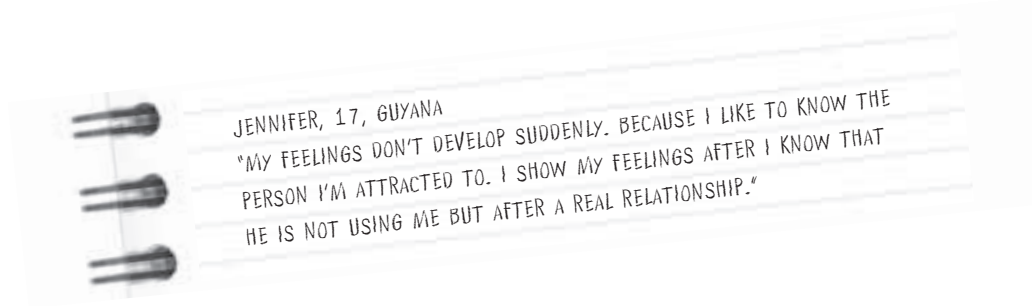 JENNIFER, 17, GUYANA
"MY FEELINGS DON'T DEVELOP SUDDENLY. BECAUSE I LIKE TO KNOW THE
PERSON I'M ATTRACTED TO. I SHOW MY FEELINGS AFTER I KNOW THAT
HE IS NOT USING ME BUT AFTER A REAL RELATIONSHIP."